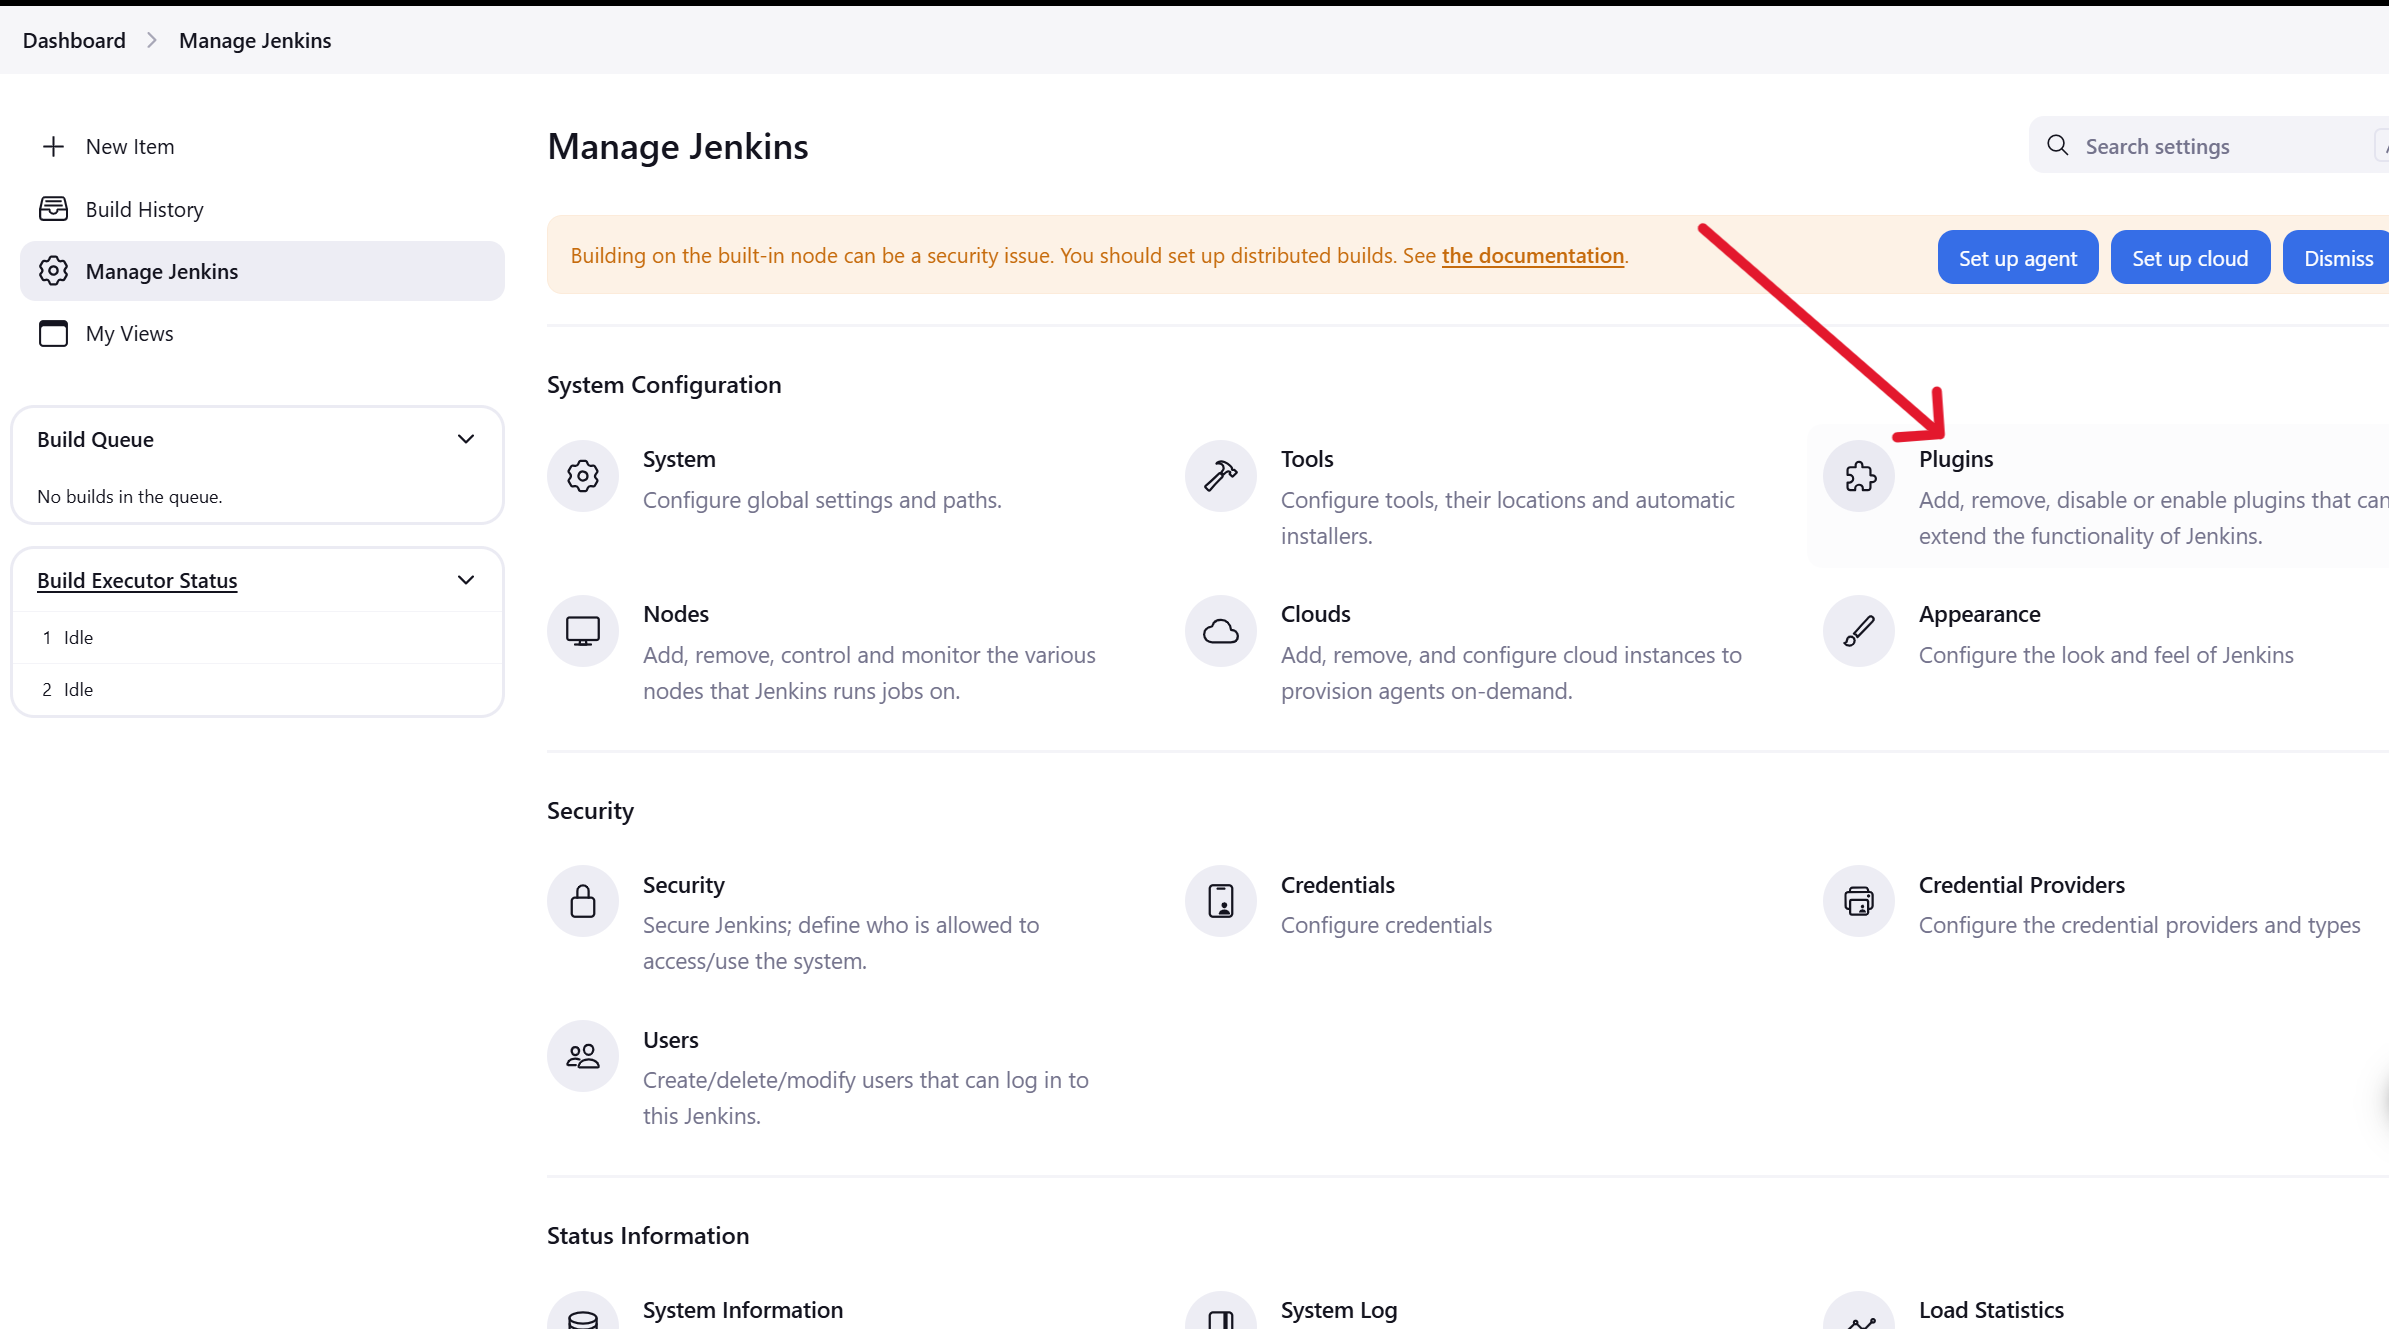 Dashboard
Manage Jenkins
New Item
Build History
Manage Jenkins
My Views
Build Queue
No builds in the queue.
Build Executor Status
1 Idle
2 Idle
Manage Jenkins
Search settings
Building on the built-in node can be a security issue. You should set up distributed builds. See the documentation.
Set up agent
Set up cloud
Dismiss
System Configuration
System
Configure global settings and paths.
Tools
Configure tools, their locations and automatic
installers.
Plugins
Add, remove, disable or enable plugins that can
extend the functionality of Jenkins.
Nodes
Add, remove, control and monitor the various
nodes that Jenkins runs jobs on.
Clouds
Add, remove, and configure cloud instances to
provision agents on-demand.
Appearance
Configure the look and feel of Jenkins
Security
Security
Secure Jenkins; define who is allowed to
access/use the system.
Credentials
Configure credentials
Credential Providers
Configure the credential providers and types
Users
Create/delete/modify users that can log in to
this Jenkins.
Status Information
System Information
System Log
Load Statistics